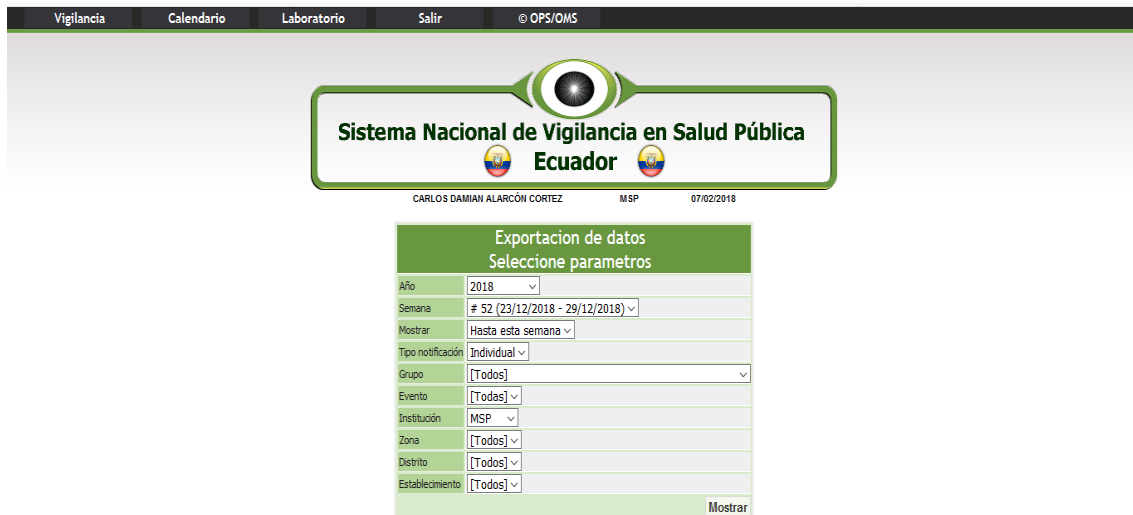 Vigilancia Calendario Laboratorio Salir © OPS/OMS
Sistema Nacional de Vigilancia en Salud Pública
Ecuador
CARLOS DAMIAN ALARCÓN CORTEZ MSP 07/02/2018
Exportacion de datos
Seleccione parametros
Año 2018
Semana # 52 (23/12/2018 - 29/12/2018)
Mostrar Hasta esta semana
Tipo notificación Individual
Grupo [Todos]
Evento [Todas]
Institución MSP
Zona [Todos]
Distrito [Todos]
Establecimiento [Todos]
Mostrar